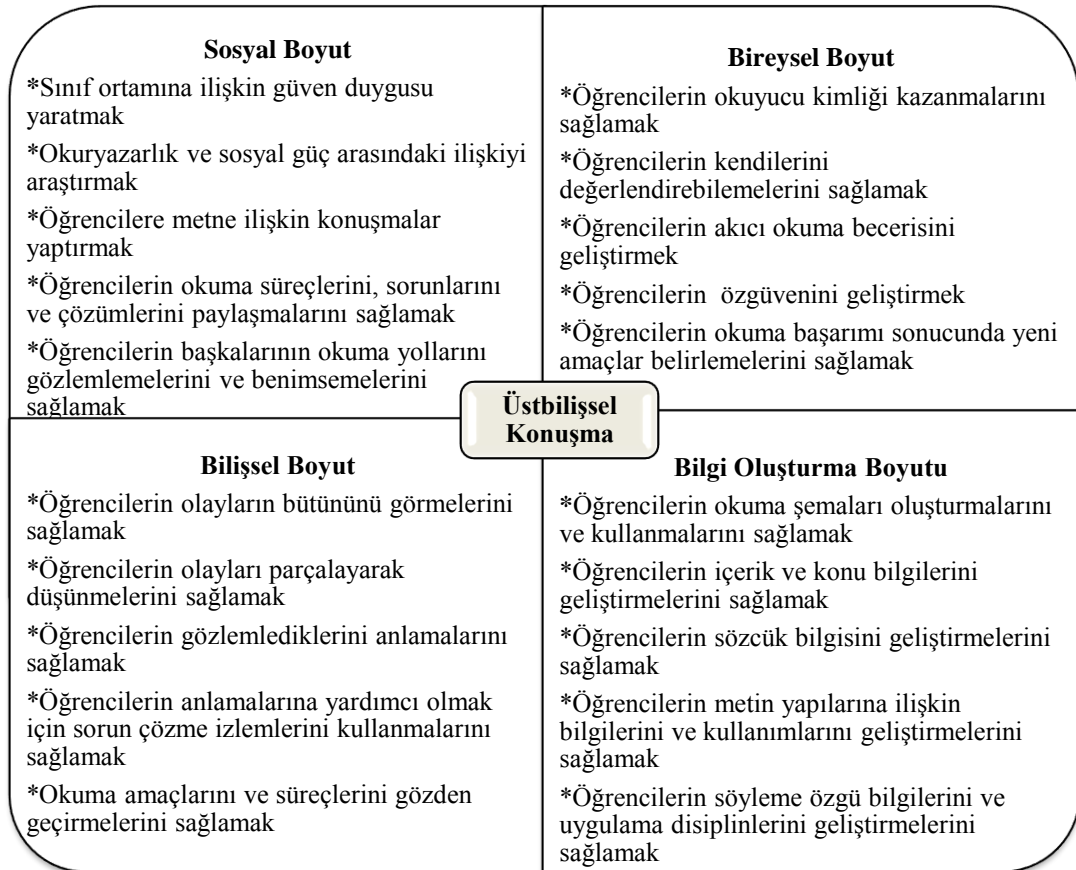 Sosyal Boyut
*Sınıf ortamına ilişkin güven duygusu
yaratmak
*Okuryazarlık ve sosyal güç arasındaki ilişkiyi
araştırmak
*Öğrencilere metne ilişkin konuşmalar
yaptırmak
*Öğrencilerin okuma süreçlerini, sorunlarını
ve çözümlerini paylaşmalarını sağlamak
*Öğrencilerin başkalarının okuma yollarını
gözlemlemelerini ve benimsemelerini
sağlamak
Bireysel Boyut
*Öğrencilerin okuyucu kimliği kazanmalarını
sağlamak
*Öğrencilerin kendilerini
değerlendirebilemelerini sağlamak
*Öğrencilerin akıcı okuma becerisini
geliştirmek
*Öğrencilerin özgüvenini geliştirmek
*Öğrencilerin okuma başarımı sonucunda yeni
amaçlar belirlemelerini sağlamak
Üstbilişsel
Konuşma
Bilişsel Boyut
*Öğrencilerin olayların bütününü görmelerini
sağlamak
*Öğrencilerin olayları parçalayarak
düşünmelerini sağlamak
*Öğrencilerin gözlemlediklerini anlamalarını
sağlamak
*Öğrencilerin anlamalarına yardımcı olmak
için sorun çözme izlemlerini kullanmalarını
sağlamak
*Okuma amaçlarını ve süreçlerini gözden
geçirmelerini sağlamak
Bilgi Oluşturma Boyutu
*Öğrencilerin okuma şemaları oluşturmalarını
ve kullanmalarını sağlamak
*Öğrencilerin içerik ve konu bilgilerini
geliştirmelerini sağlamak
*Öğrencilerin sözcük bilgisini geliştirmelerini
sağlamak
*Öğrencilerin metin yapılarına ilişkin
bilgilerini ve kullanımlarını geliştirmelerini
sağlamak
*Öğrencilerin söyleme özgü bilgilerini ve
uygulama disiplinlerini geliştirmelerini
sağlamak